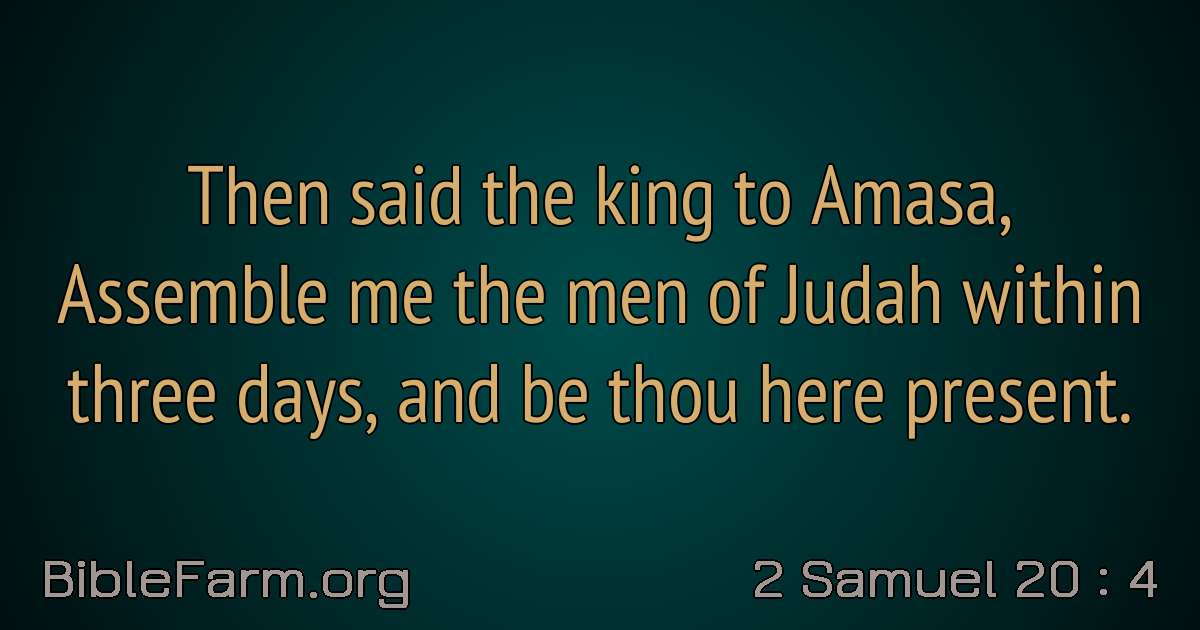 Then said the king to Amasa,
Assemble me the men of Judah within
three days, and be thou here present.
BibleFarm.org
2 Samuel 20 : 4